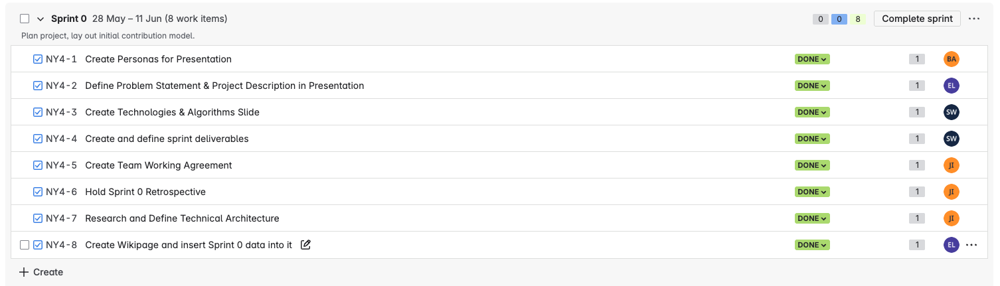 Sprint 0 28 May – 11 Jun (8 work items) 0 0 8 Complete sprint
Plan project, lay out initial contribution model.
NY4-1 Create Personas for Presentation DONE 1 BA
NY4-2 Define Problem Statement & Project Description in Presentation DONE 1 EL
NY4-3 Create Technologies & Algorithms Slide DONE 1 SW
NY4-4 Create and define sprint deliverables DONE 1 SW
NY4-5 Create Team Working Agreement DONE 1 JI
NY4-6 Hold Sprint 0 Retrospective DONE 1 JI
NY4-7 Research and Define Technical Architecture DONE 1 JI
NY4-8 Create Wikipage and insert Sprint 0 data into it DONE 1 EL
Create